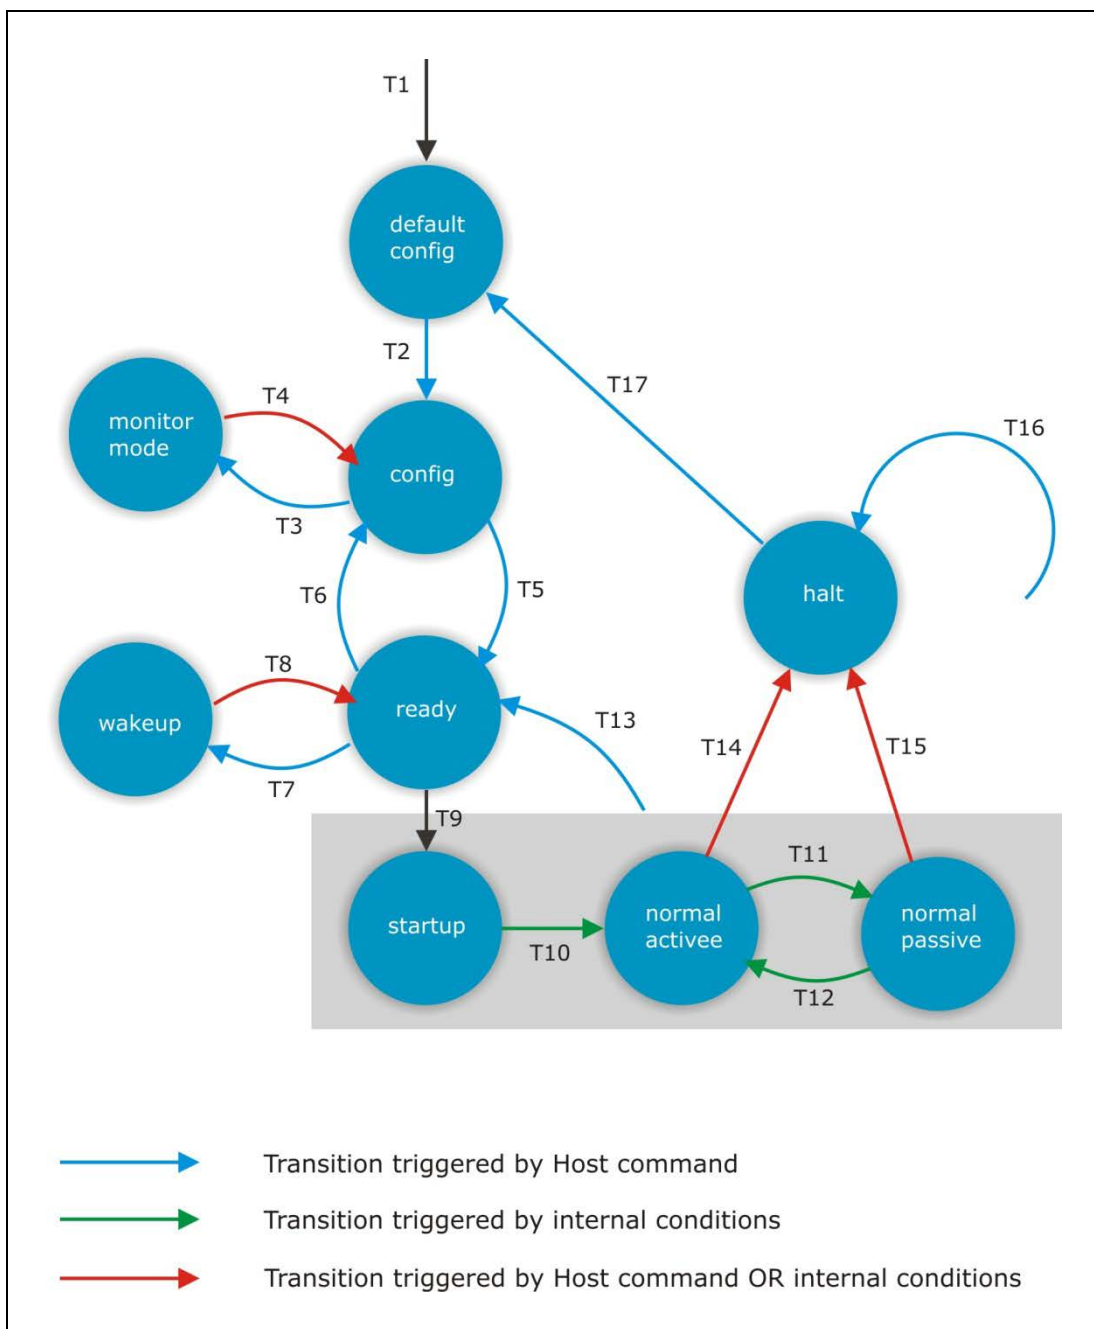 T1
default
config
T2
T17
monitor
mode
T4
T16
config
T3
halt
T6
T5
T8
wakeup
ready
T13
T14
T15
T7
T9
T11
startup
normal
activee
normal
passive
T10
T12
Transition triggered by Host command
Transition triggered by internal conditions
Transition triggered by Host command OR internal conditions